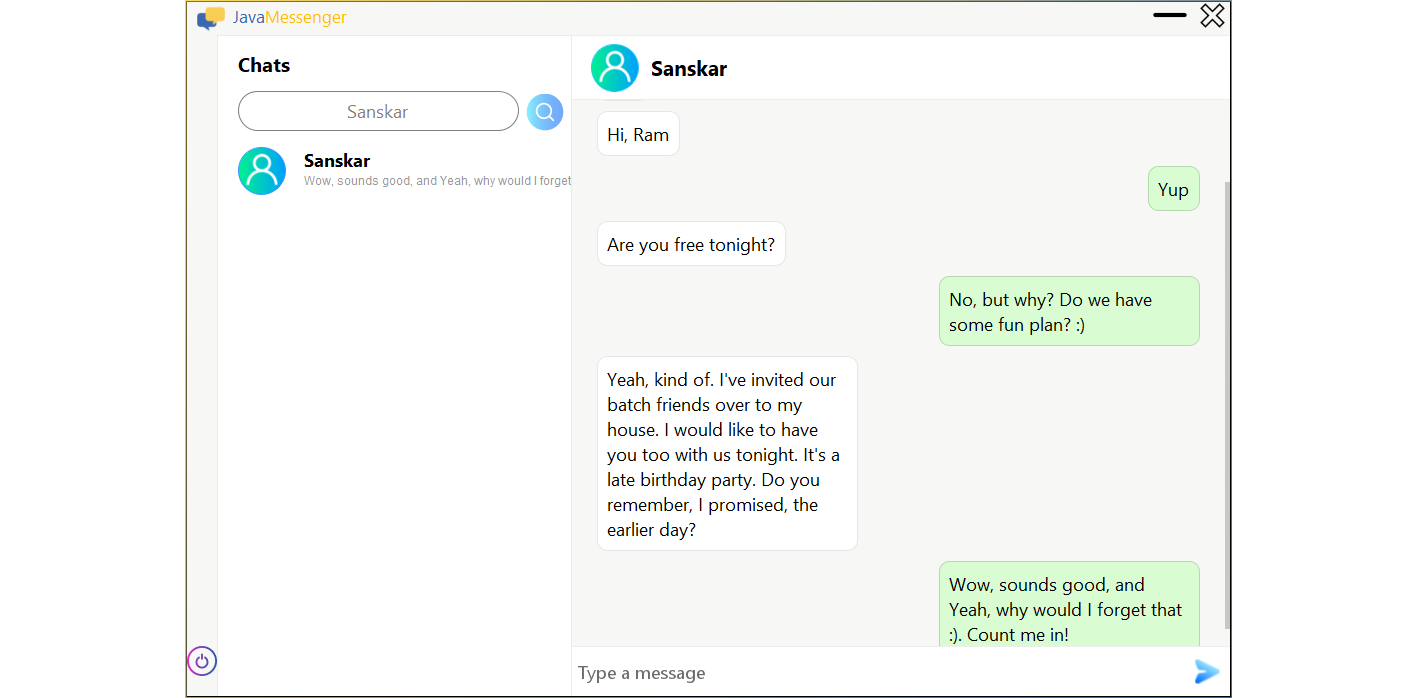 JavaMessenger
Chats
Sanskar
Sanskar
Wow, sounds good, and Yeah, why would I forget
Sanskar
Hi, Ram
Yup
Are you free tonight?
No, but why? Do we have
some fun plan? :)
Yeah, kind of. I've invited our
batch friends over to my
house. I would like to have
you too with us tonight. It's a
late birthday party. Do you
remember, I promised, the
earlier day?
Wow, sounds good, and
Yeah, why would I forget that
:). Count me in!
Type a message